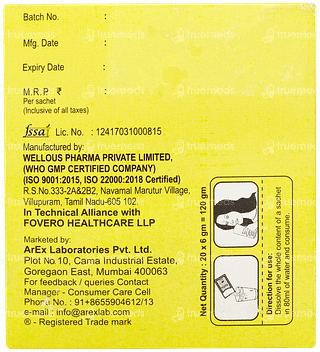 Batch No. :
Mfg. Date :
Expiry Date :
M.R.P ₹ :
Per sachet
(Inclusive of all taxes)
fssai Lic. No. : 12417031000815
Manufactured by:
WELLOUS PHARMA PRIVATE LIMITED,
(WHO GMP CERTIFIED COMPANY)
(ISO 9001:2015, ISO 22000:2018 Certified)
R.S.No.333-2A&2B2, Navamal Marutur Village,
Villupuram, Tamil Nadu-605 102.
In Technical Alliance with
FOVERO HEALTHCARE LLP
Marketed by:
ArEx Laboratories Pvt. Ltd.
Plot No.10, Cama Industrial Estate,
Goregaon East, Mumbai 400063
For feedback / queries Contact
Manager - Consumer Care Cell
Phone No. : 91+8655904612/13
e-mail : info@arexlab.com
® - Registered Trade mark
Net Quantity : 20 x 6 gm = 120 gm
Direction for use:
Dissolve the whole content of a sachet
in 80ml of water and consume.
truemeds